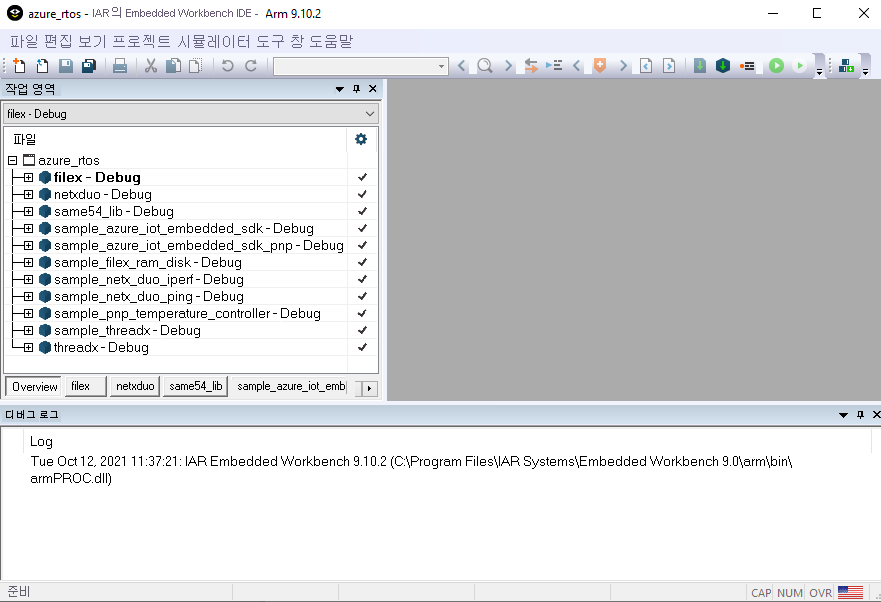 azure_rtos - IAR의 Embedded Workbench IDE - Arm 9.10.2
파일 편집 보기 프로젝트 시뮬레이터 도구 창 도움말
작업 영역
filex - Debug
파일
azure_rtos
filex - Debug
netxduo - Debug
same54_lib - Debug
sample_azure_iot_embedded_sdk - Debug
sample_azure_iot_embedded_sdk_pnp - Debug
sample_filex_ram_disk - Debug
sample_netx_duo_iperf - Debug
sample_netx_duo_ping - Debug
sample_pnp_temperature_controller - Debug
sample_threadx - Debug
threadx - Debug
Overview filex netxduo same54_lib sample_azure_iot_emb
디버그 로그
Log
Tue Oct 12, 2021 11:37:21: IAR Embedded Workbench 9.10.2 (C:\Program Files\IAR Systems\Embedded Workbench 9.0\arm\bin\
armPROC.dll)
준비
CAP NUM OVR